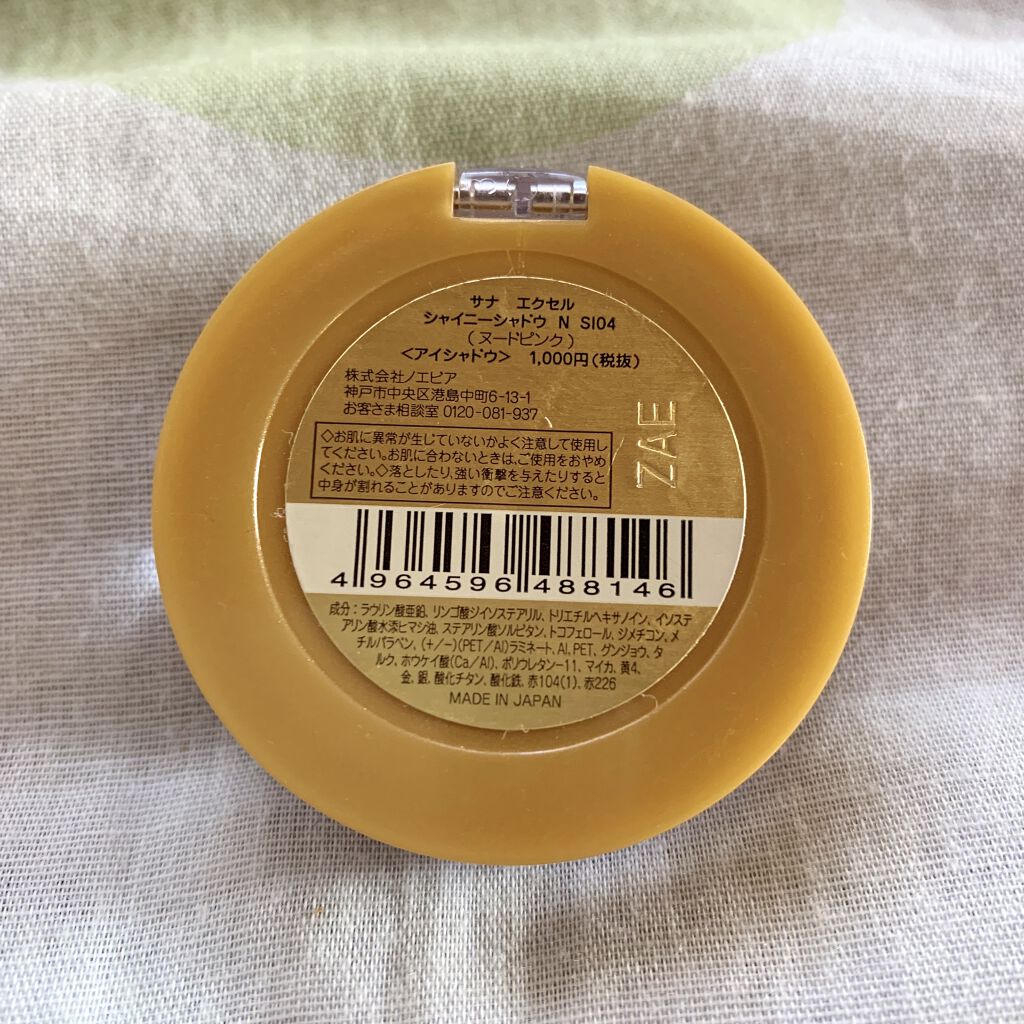 サナ エクセル
シャイニーシャドウ N SI04
(ヌードピンク)
<アイシャドウ> 1,000円(税抜)
株式会社ノエビア
神戸市中央区港島中町6-13-1
お客さま相談室 0120-081-937
◇お肌に異常が生じていないかよく注意して使用し
てください。お肌に合わないときは、ご使用をおやめ
ください。◇落としたり、強い衝撃を与えたりすると
中身が割れることがありますのでご注意ください。
ZAE
4964596488146
成分:ラウリン酸亜鉛、リンゴ酸ジイソステアリル、トリエチルヘキサノイン、イソステ
アリン酸水添ヒマシ油、ステアリン酸ソルビタン、トコフェロール、ジメチコン、メ
チルパラベン、(+/-)(PET/Al)ラミネート、Al、PET、グンジョウ、タ
ルク、ホウケイ酸(Ca/Al)、ポリウレタン-11、マイカ、黄4、
金、銀、酸化チタン、酸化鉄、赤104(1)、赤226
MADE IN JAPAN